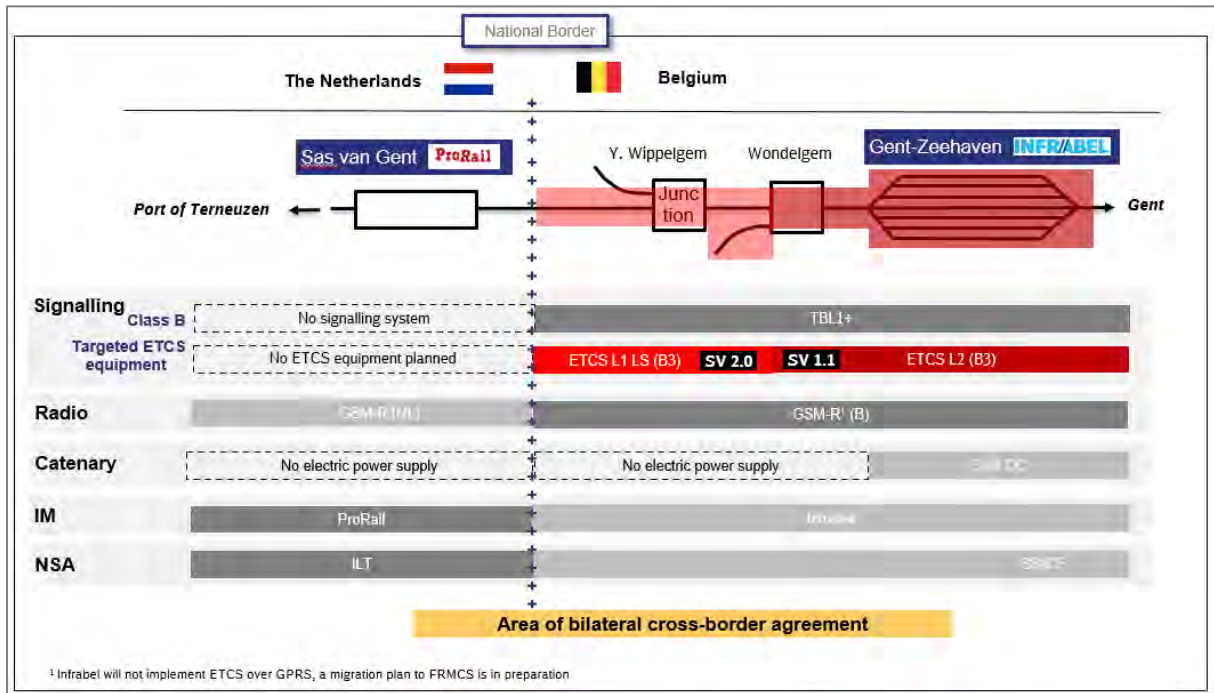 National Border
The Netherlands
Belgium
Sas van Gent ProRail
Y. Wippelgem
Wondelgem
Gent-Zeehaven INFRABEL
Port of Terneuzen
Junc
tion
Gent
Signalling
Class B
No signalling system
TBL1+
Targeted ETCS
equipment
No ETCS equipment planned
ETCS L1 LS (B3) SV 2.0 SV 1.1 ETCS L2 (B3)
Radio
GSM-R¹ (B)
Catenary
No electric power supply
No electric power supply
IM
ProRail
NSA
ILT
Area of bilateral cross-border agreement
¹ Infrabel will not implement ETCS over GPRS, a migration plan to FRMCS is in preparation